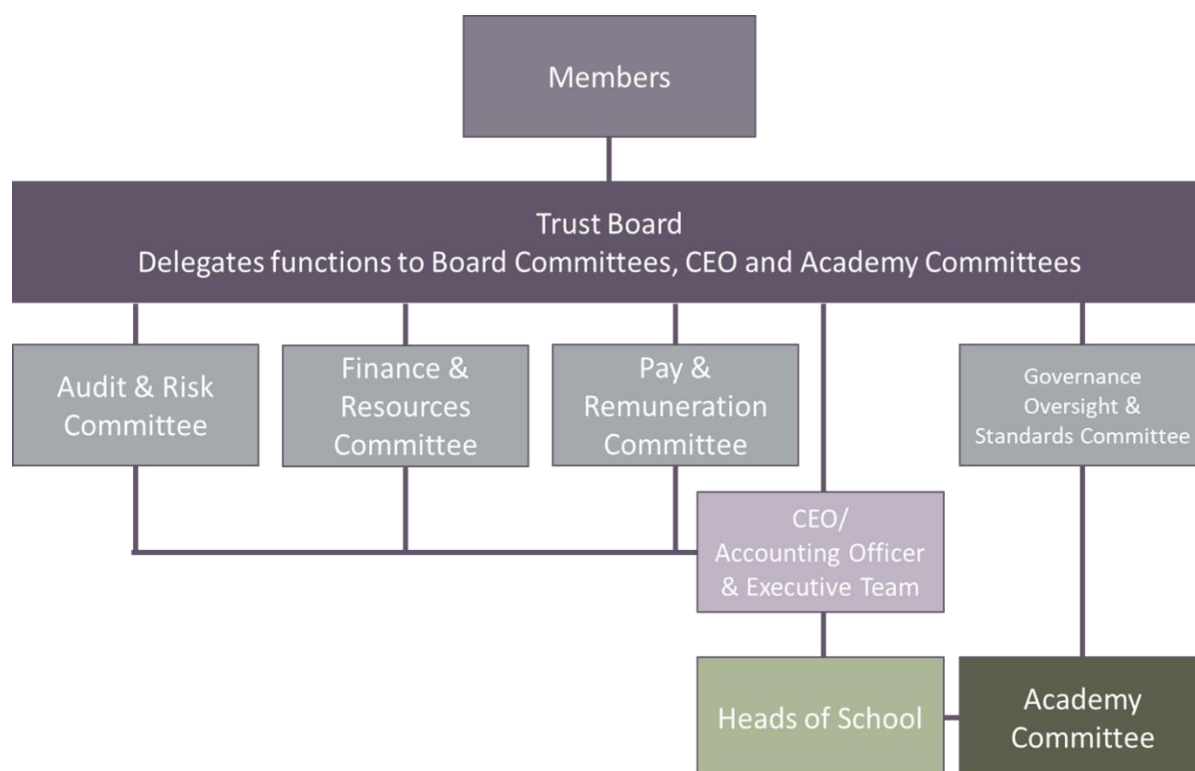 Members
Trust Board
Delegates functions to Board Committees, CEO and Academy Committees
Audit & Risk
Committee
Finance &
Resources
Committee
Pay &
Remuneration
Committee
Governance
Oversight &
Standards Committee
CEO/
Accounting Officer
& Executive Team
Heads of School
Academy
Committee